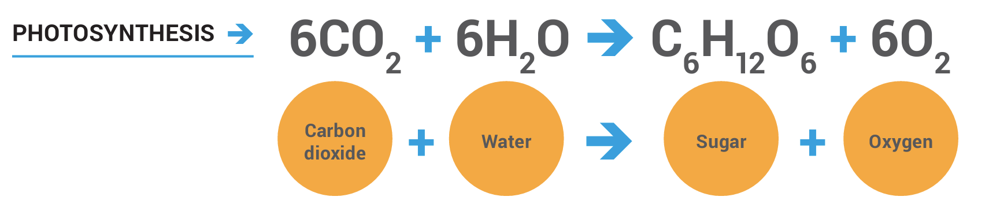 PHOTOSYNTHESIS → 6CO₂ + 6H₂O → C₆H₁₂O₆ + 6O₂
Carbon dioxide + Water → Sugar + Oxygen